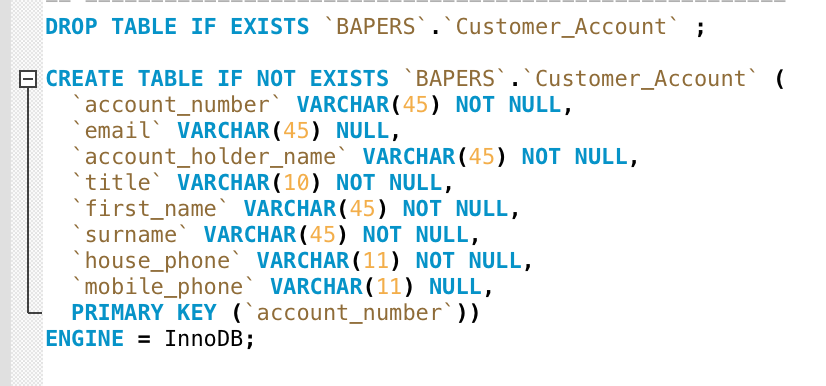 DROP TABLE IF EXISTS `BAPERS`.`Customer_Account` ;
CREATE TABLE IF NOT EXISTS `BAPERS`.`Customer_Account` (
`account_number` VARCHAR(45) NOT NULL,
`email` VARCHAR(45) NULL,
`account_holder_name` VARCHAR(45) NOT NULL,
`title` VARCHAR(10) NOT NULL,
`first_name` VARCHAR(45) NOT NULL,
`surname` VARCHAR(45) NOT NULL,
`house_phone` VARCHAR(11) NOT NULL,
`mobile_phone` VARCHAR(11) NULL,
PRIMARY KEY (`account_number`))
ENGINE = InnoDB;